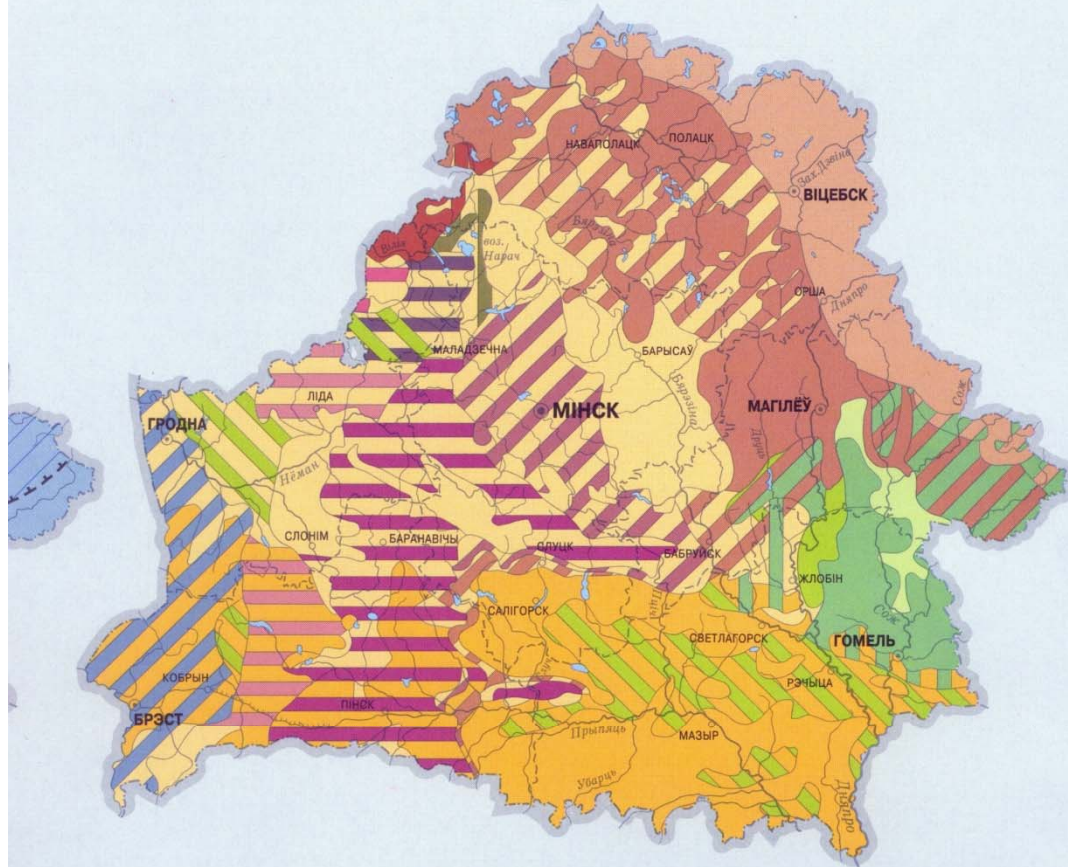 НАВАПОЛАЦК
ПОЛАЦК
Зах.Дзвіна
ВІЦЕБСК
Вілія
воз.
Нарач
Бярэзіна
ОРША
Дняпро
МАЛАДЗЕЧНА
БАРЫСАЎ
Бярэзіна
ЛІДА
МІНСК
МАГІЛЁЎ
Сож
ГРОДНА
Друць
Нёман
СЛОНІМ
БАРАНАВІЧЫ
СЛУЦК
БАБРУЙСК
ЖЛОБІН
САЛІГОРСК
Сож
СВЕТЛАГОРСК
ГОМЕЛЬ
КОБРЫН
РЭЧЫЦА
БРЭСТ
ПІНСК
Прыпяць
МАЗЫР
Убарць
Дняпро